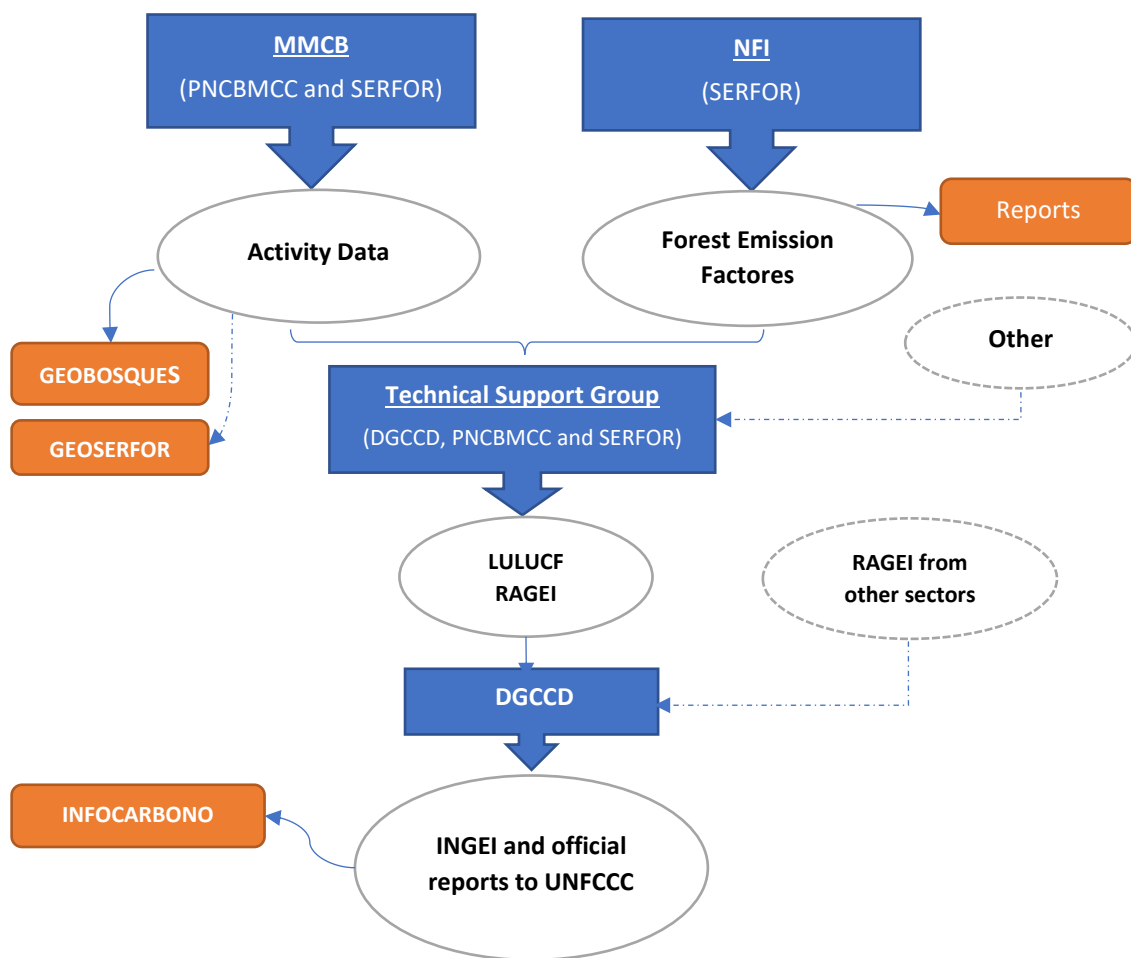 MMCB
(PNCBMCC and SERFOR)
NFI
(SERFOR)
Activity Data
Forest Emission
Factores
Reports
Other
GEOBOSQUES
GEOSERFOR
Technical Support Group
(DGCCD, PNCBMCC and SERFOR)
LULUCF
RAGEI
RAGEI from
other sectors
DGCCD
INFOCARBONO
INGEI and official
reports to UNFCCC